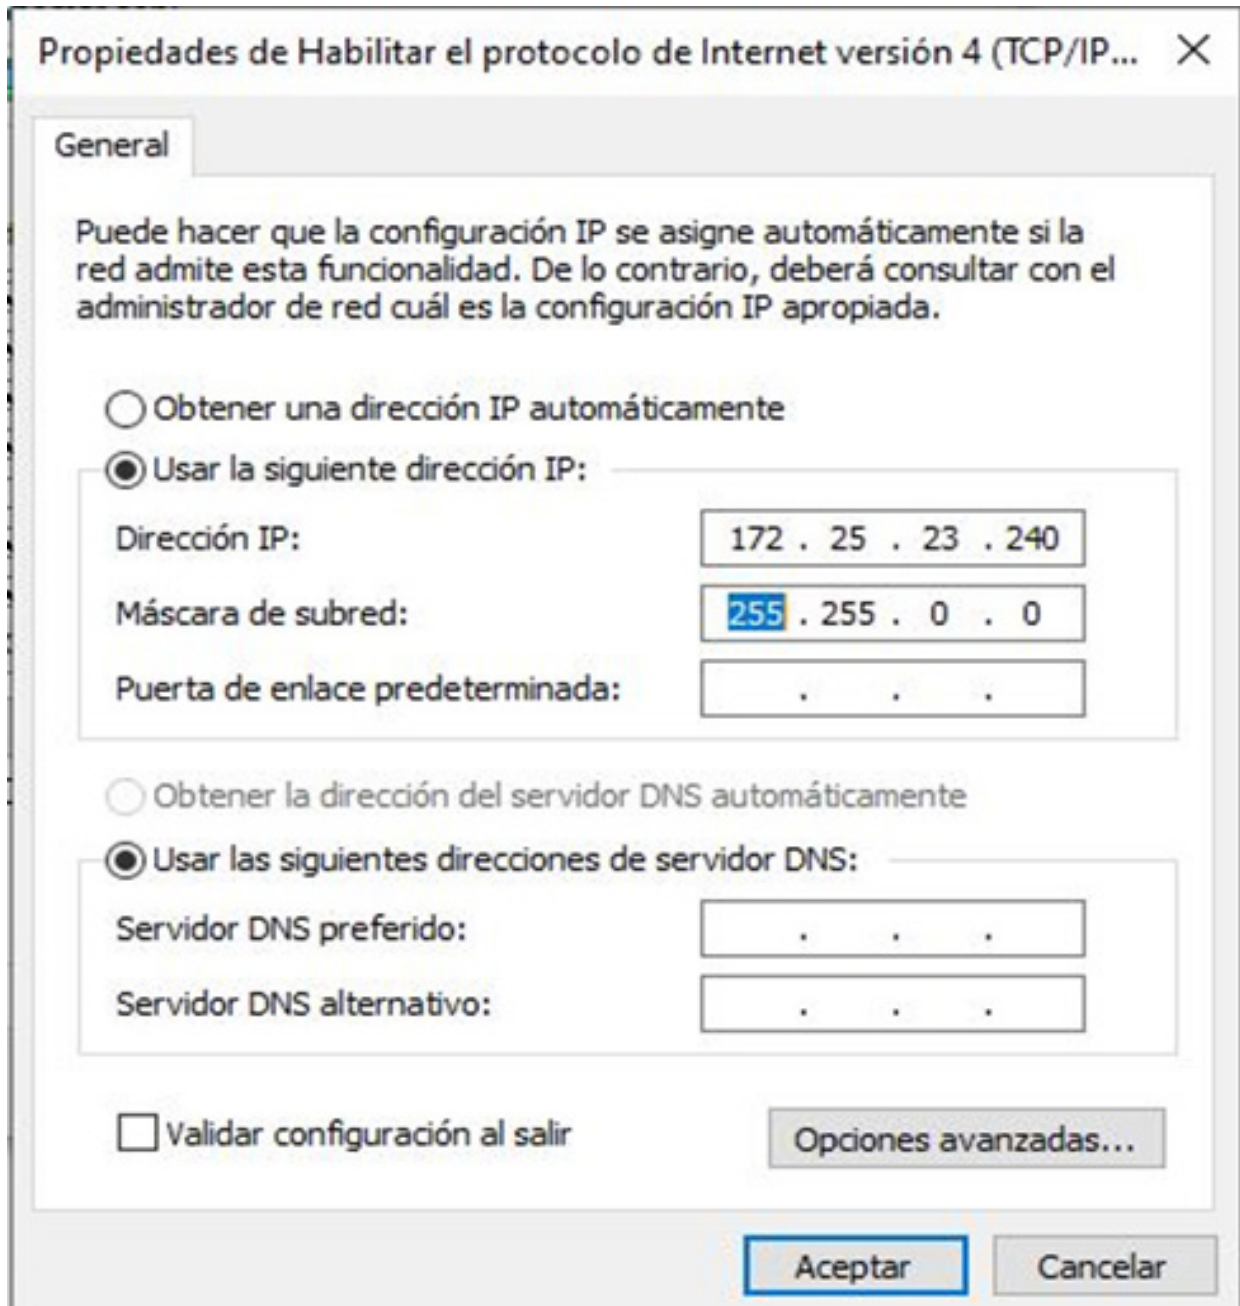 Propiedades de Habilitar el protocolo de Internet versión 4 (TCP/IP...
General
Puede hacer que la configuración IP se asigne automáticamente si la
red admite esta funcionalidad. De lo contrario, deberá consultar con el
administrador de red cuál es la configuración IP apropiada.
Obtener una dirección IP automáticamente
Usar la siguiente dirección IP:
Dirección IP: 172 . 25 . 23 . 240
Máscara de subred: 255 . 255 . 0 . 0
Puerta de enlace predeterminada: . . .
Obtener la dirección del servidor DNS automáticamente
Usar las siguientes direcciones de servidor DNS:
Servidor DNS preferido: . . .
Servidor DNS alternativo: . . .
Validar configuración al salir
Opciones avanzadas...
Aceptar Cancelar